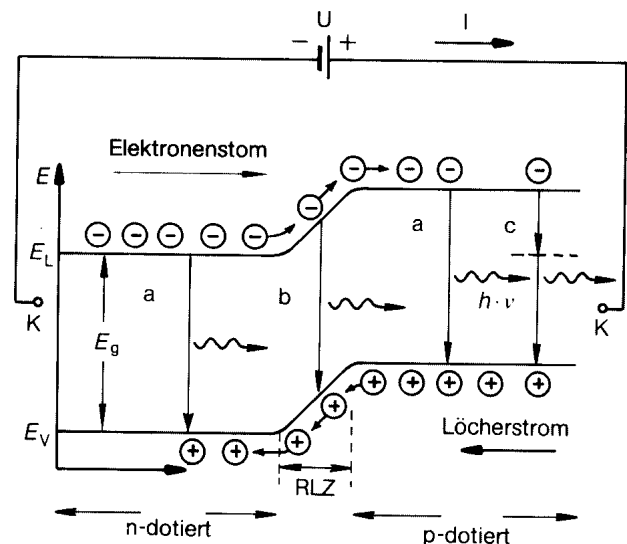 U
− +
I
Elektronenstom
E
E_L
a
c
a
b
h·ν
K
K
E_g
E_V
Löcherstrom
RLZ
n-dotiert
p-dotiert